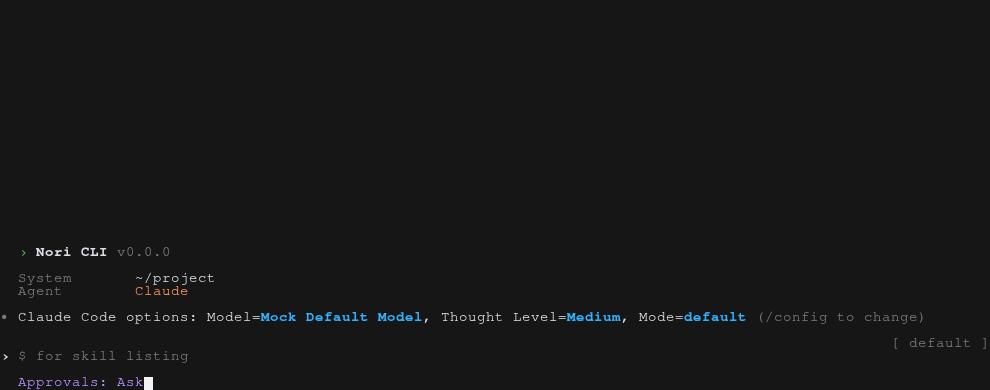 › Nori CLI v0.0.0
System ~/project
Agent Claude
• Claude Code options: Model=Mock Default Model, Thought Level=Medium, Mode=default (/config to change)
[ default ]
› $ for skill listing
Approvals: Ask